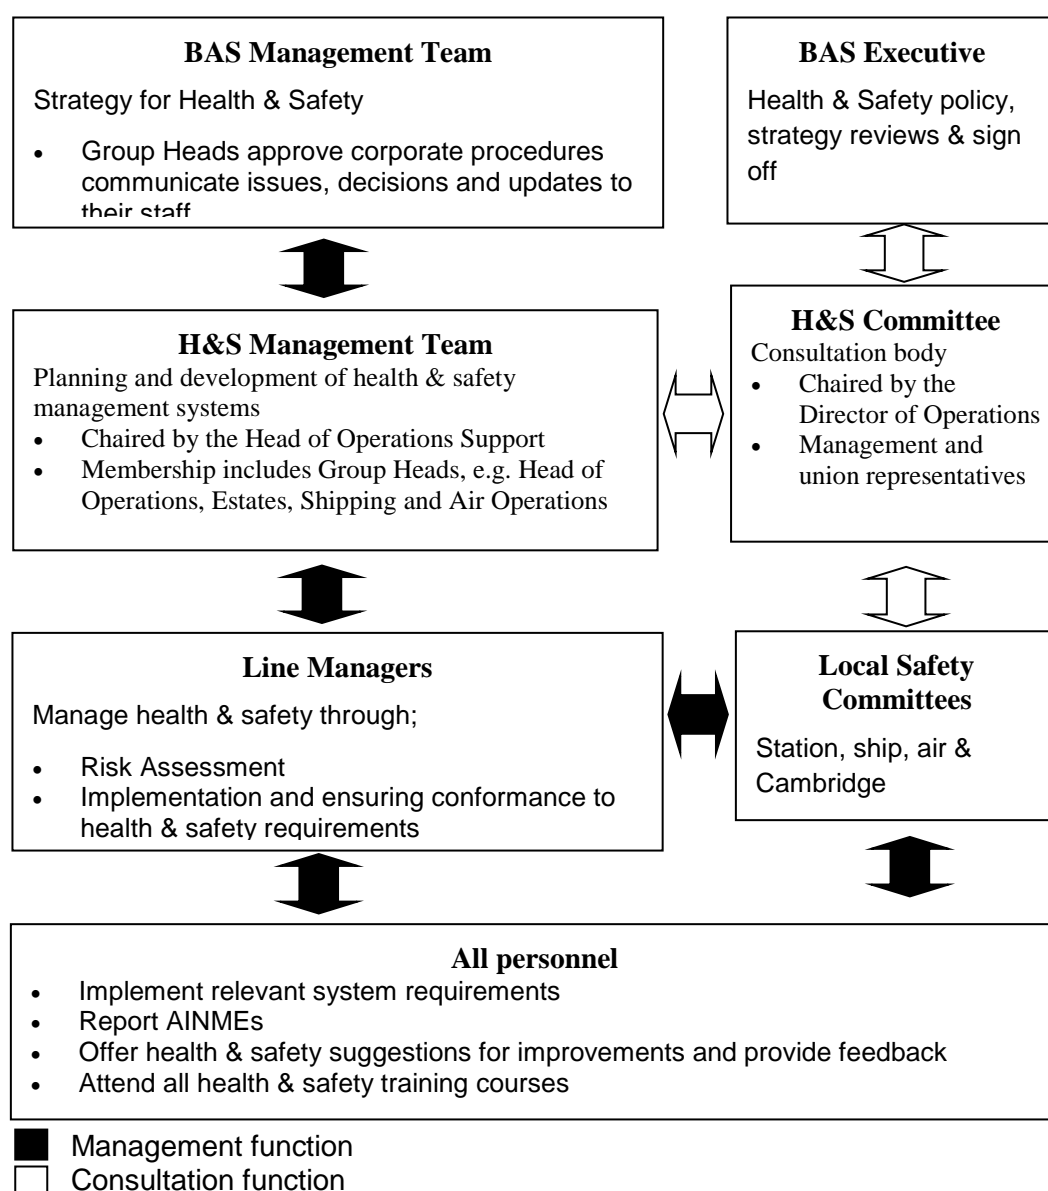 BAS Management Team
Strategy for Health & Safety
• Group Heads approve corporate procedures
communicate issues, decisions and updates to
their staff
BAS Executive
Health & Safety policy,
strategy reviews & sign
off
H&S Management Team
Planning and development of health & safety
management systems
• Chaired by the Head of Operations Support
• Membership includes Group Heads, e.g. Head of
Operations, Estates, Shipping and Air Operations
H&S Committee
Consultation body
• Chaired by the
Director of Operations
• Management and
union representatives
Line Managers
Manage health & safety through;
• Risk Assessment
• Implementation and ensuring conformance to
health & safety requirements
Local Safety
Committees
Station, ship, air &
Cambridge
All personnel
• Implement relevant system requirements
• Report AINMEs
• Offer health & safety suggestions for improvements and provide feedback
• Attend all health & safety training courses
Management function
Consultation function